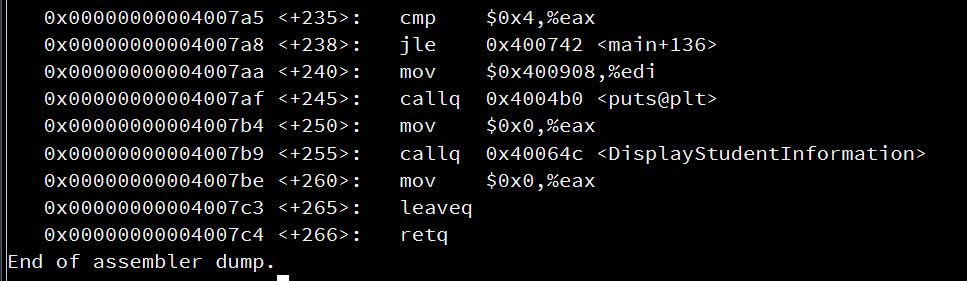 0x00000000004007a5 <+235>: cmp $0x4,%eax
0x00000000004007a8 <+238>: jle 0x400742 <main+136>
0x00000000004007aa <+240>: mov $0x400908,%edi
0x00000000004007af <+245>: callq 0x4004b0 <puts@plt>
0x00000000004007b4 <+250>: mov $0x0,%eax
0x00000000004007b9 <+255>: callq 0x40064c <DisplayStudentInformation>
0x00000000004007be <+260>: mov $0x0,%eax
0x00000000004007c3 <+265>: leaveq
0x00000000004007c4 <+266>: retq
End of assembler dump.